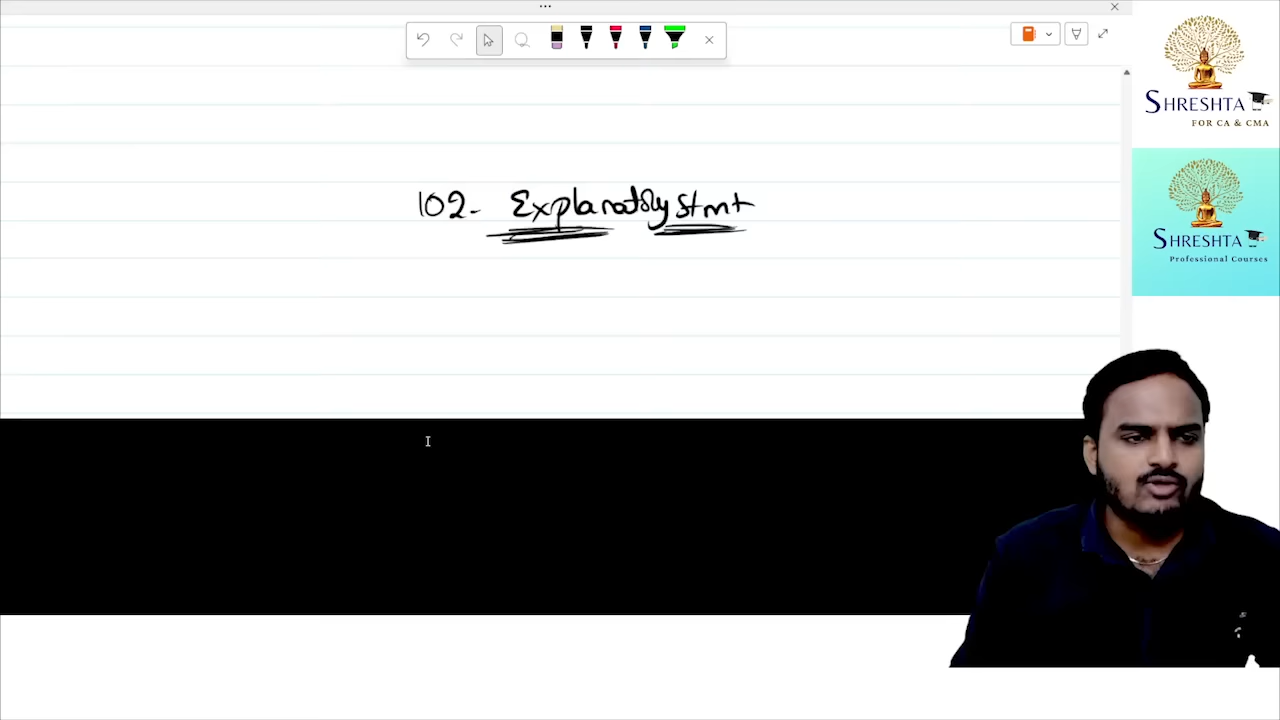 102- Explanatory Stmt
SHRESHTA
FOR CA & CMA
SHRESHTA
Professional Courses